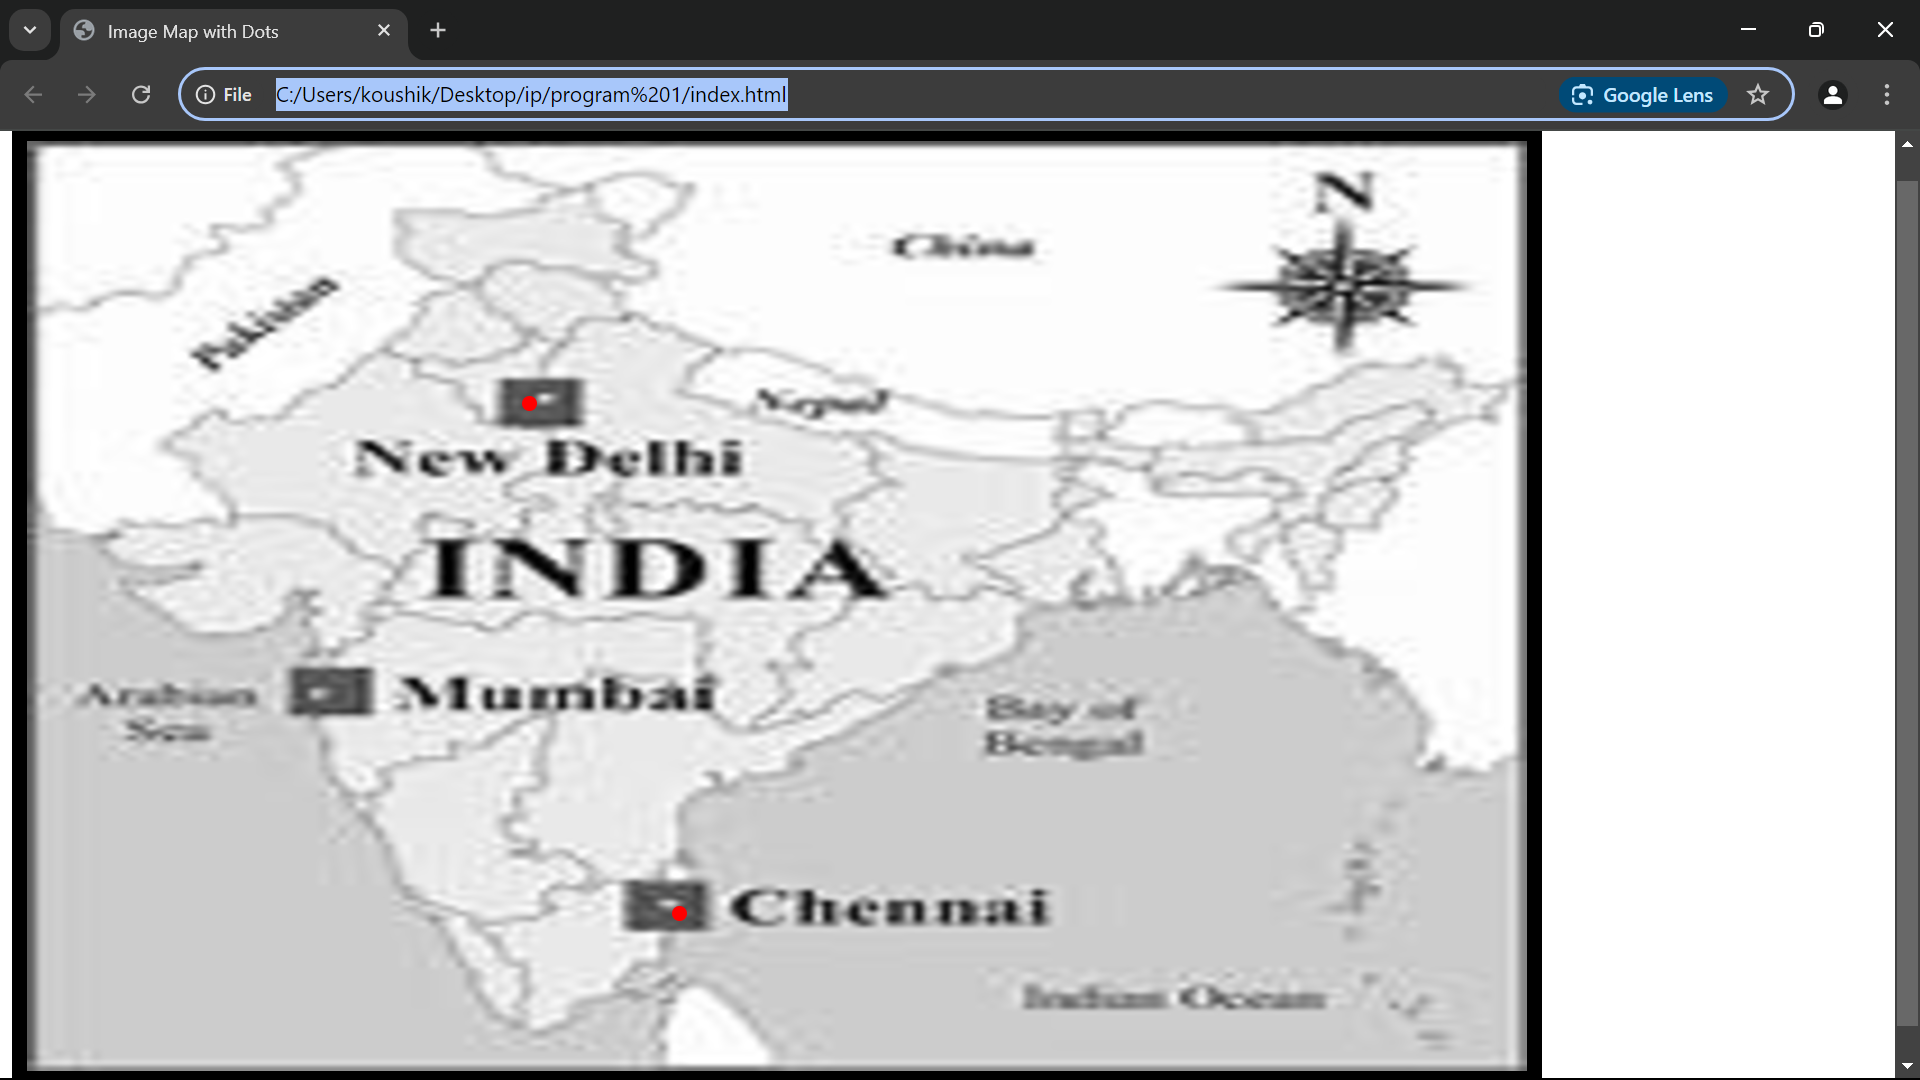 Image Map with Dots
File
C:/Users/koushik/Desktop/ip/program%201/index.html
Google Lens
N
China
Pakistan
Nepal
New Delhi
INDIA
Arabian
Sea
Mumbai
Bay of
Bengal
Chennai
Indian Ocean